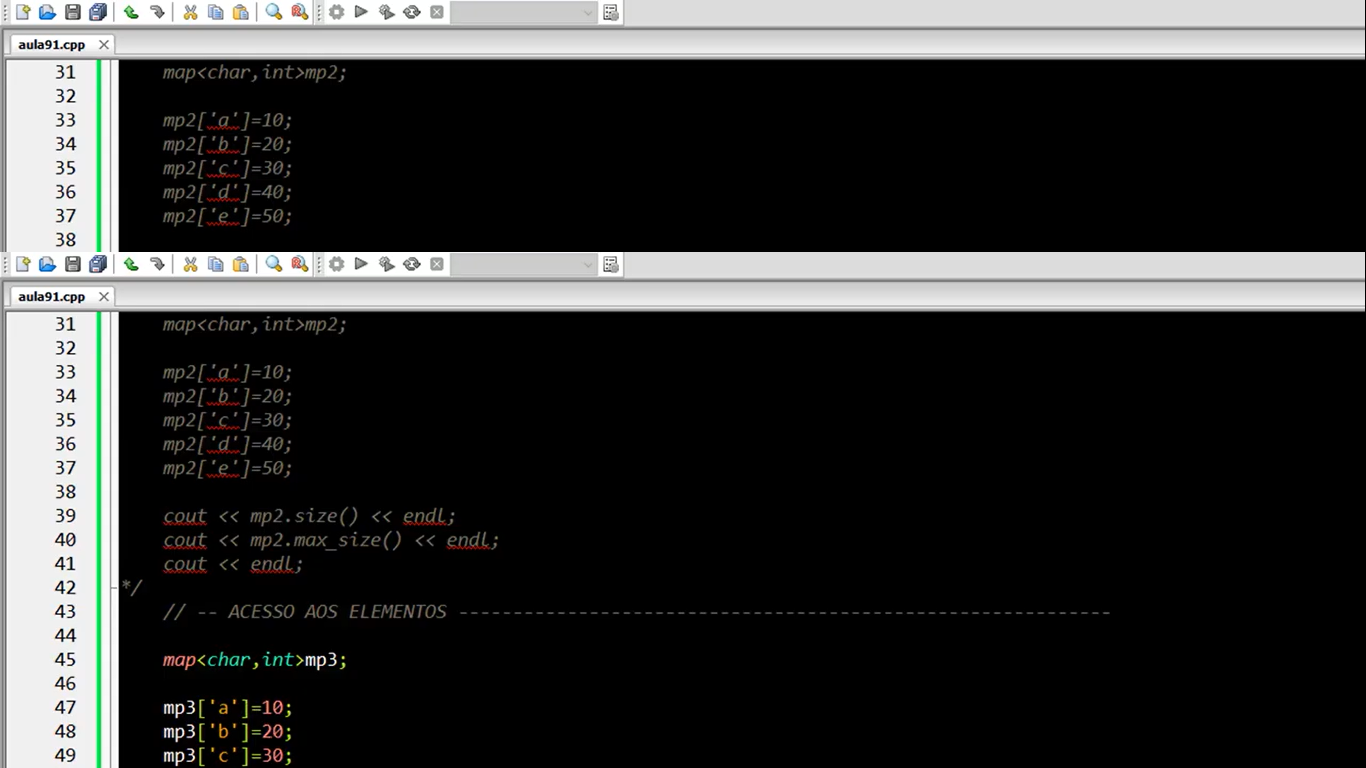 aula91.cpp
31 map<char,int>mp2;
32
33 mp2['a']=10;
34 mp2['b']=20;
35 mp2['c']=30;
36 mp2['d']=40;
37 mp2['e']=50;
38
aula91.cpp
31 map<char,int>mp2;
32
33 mp2['a']=10;
34 mp2['b']=20;
35 mp2['c']=30;
36 mp2['d']=40;
37 mp2['e']=50;
38
39 cout << mp2.size() << endl;
40 cout << mp2.max_size() << endl;
41 cout << endl;
42 */
43 // -- ACESSO AOS ELEMENTOS ------------------------------------------------------------
44
45 map<char,int>mp3;
46
47 mp3['a']=10;
48 mp3['b']=20;
49 mp3['c']=30;